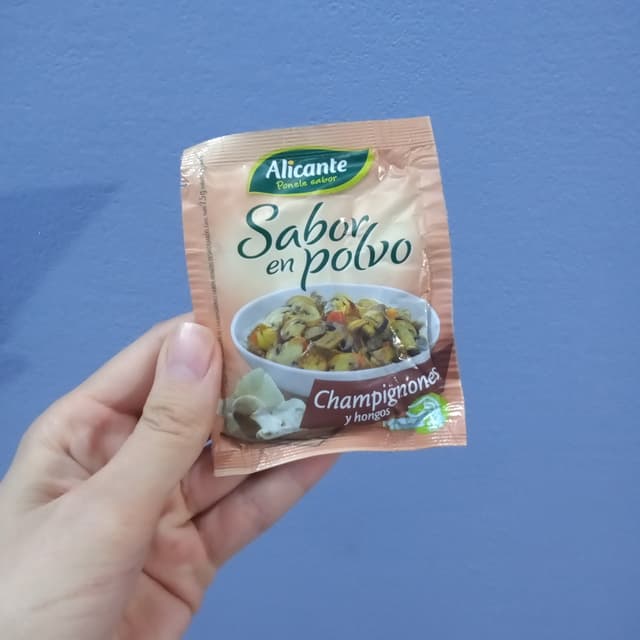 Alicante
Ponele sabor
Sabor
en polvo
Champignones
y hongos